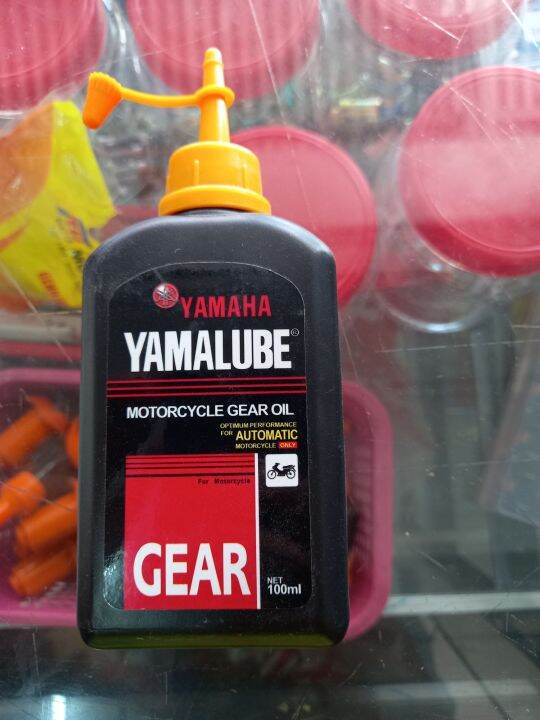 YAMAHA
YAMALUBE®
MOTORCYCLE GEAR OIL
OPTIMUM PERFORMANCE
FOR AUTOMATIC
MOTORCYCLE ONLY
For Motorcycle
GEAR
NET
100ml